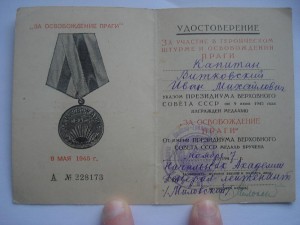 „ЗА ОСВОБОЖДЕНИЕ ПРАГИ“
9 МАЯ 1945 г.
А № 228173
УДОСТОВЕРЕНИЕ
ЗА УЧАСТИЕ В ГЕРОИЧЕСКОМ
ШТУРМЕ И ОСВОБОЖДЕНИИ
ПРАГИ
Капитан
Витковский
Иван Михайлович
УКАЗОМ ПРЕЗИДИУМА ВЕРХОВНОГО
СОВЕТА СССР от 9 июня 1945 года
НАГРАЖДЕН МЕДАЛЬЮ
„ЗА ОСВОБОЖДЕНИЕ
ПРАГИ“
ПРЕЗИДИУМА ВЕРХОВНОГО
СОВЕТА СССР МЕДАЛЬ ВРУЧЕНА
Начальник Академии